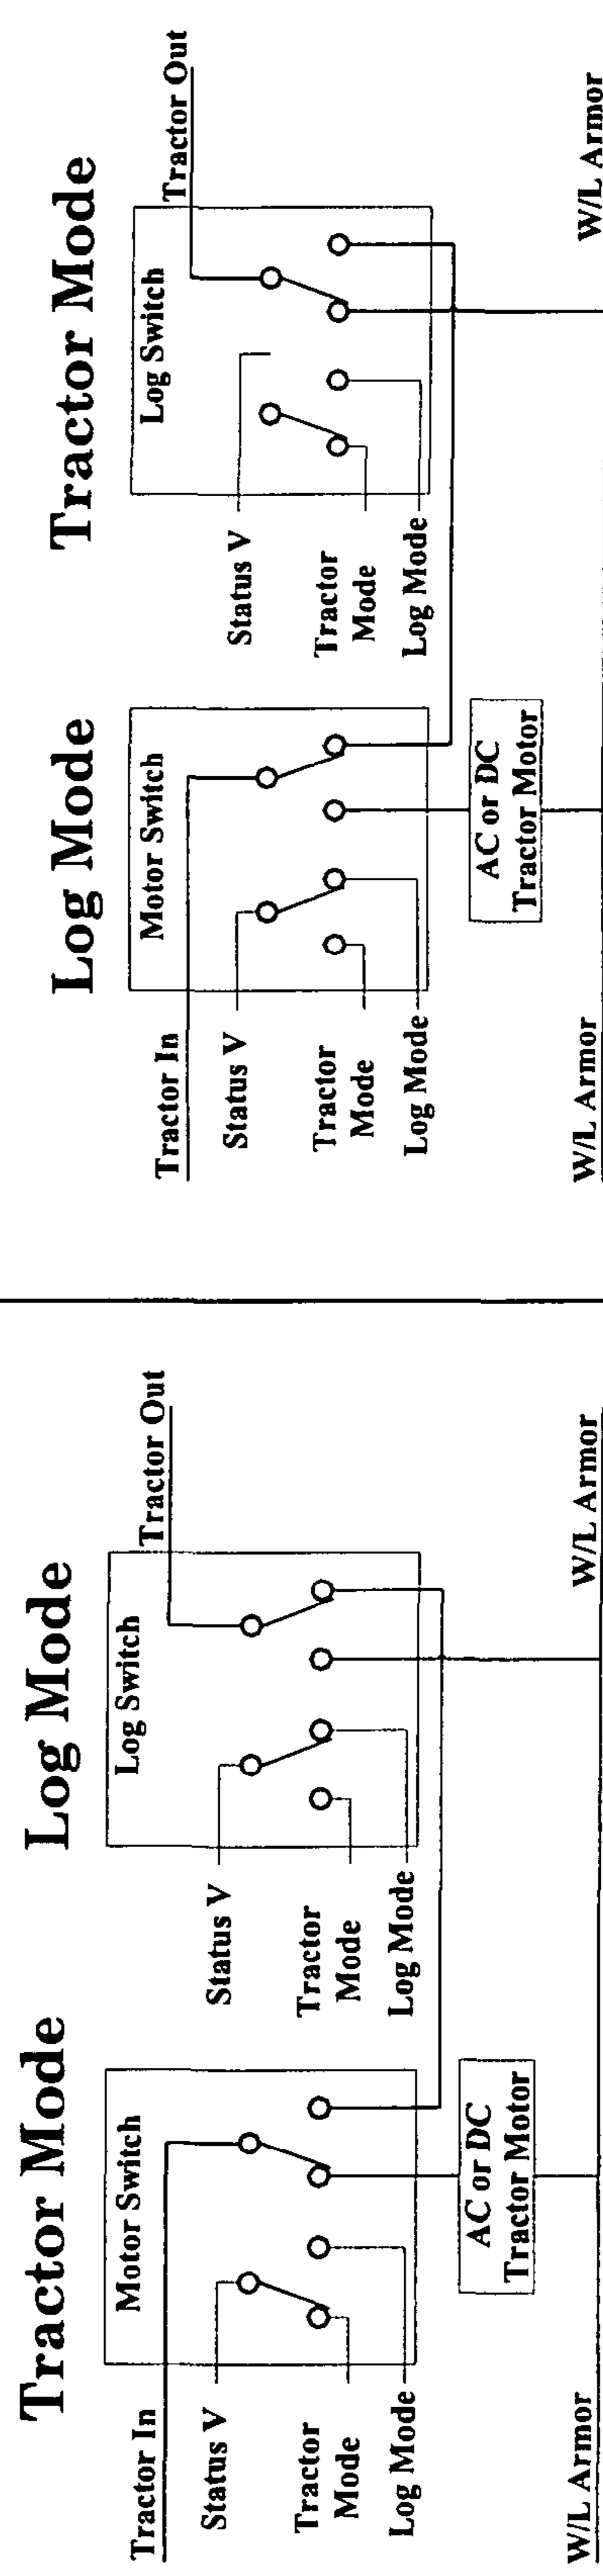 Tractor Mode
Log Mode
Motor Switch
Log Switch
Tractor In
Tractor Out
Status V
Status V
Tractor
Mode
Tractor
Mode
Log Mode
Log Mode
AC or DC
Tractor Motor
W/L Armor
W/L Armor
Log Mode
Tractor Mode
Motor Switch
Log Switch
Tractor In
Tractor Out
Status V
Status V
Tractor
Mode
Tractor
Mode
Log Mode
Log Mode
AC or DC
Tractor Motor
W/L Armor
W/L Armor